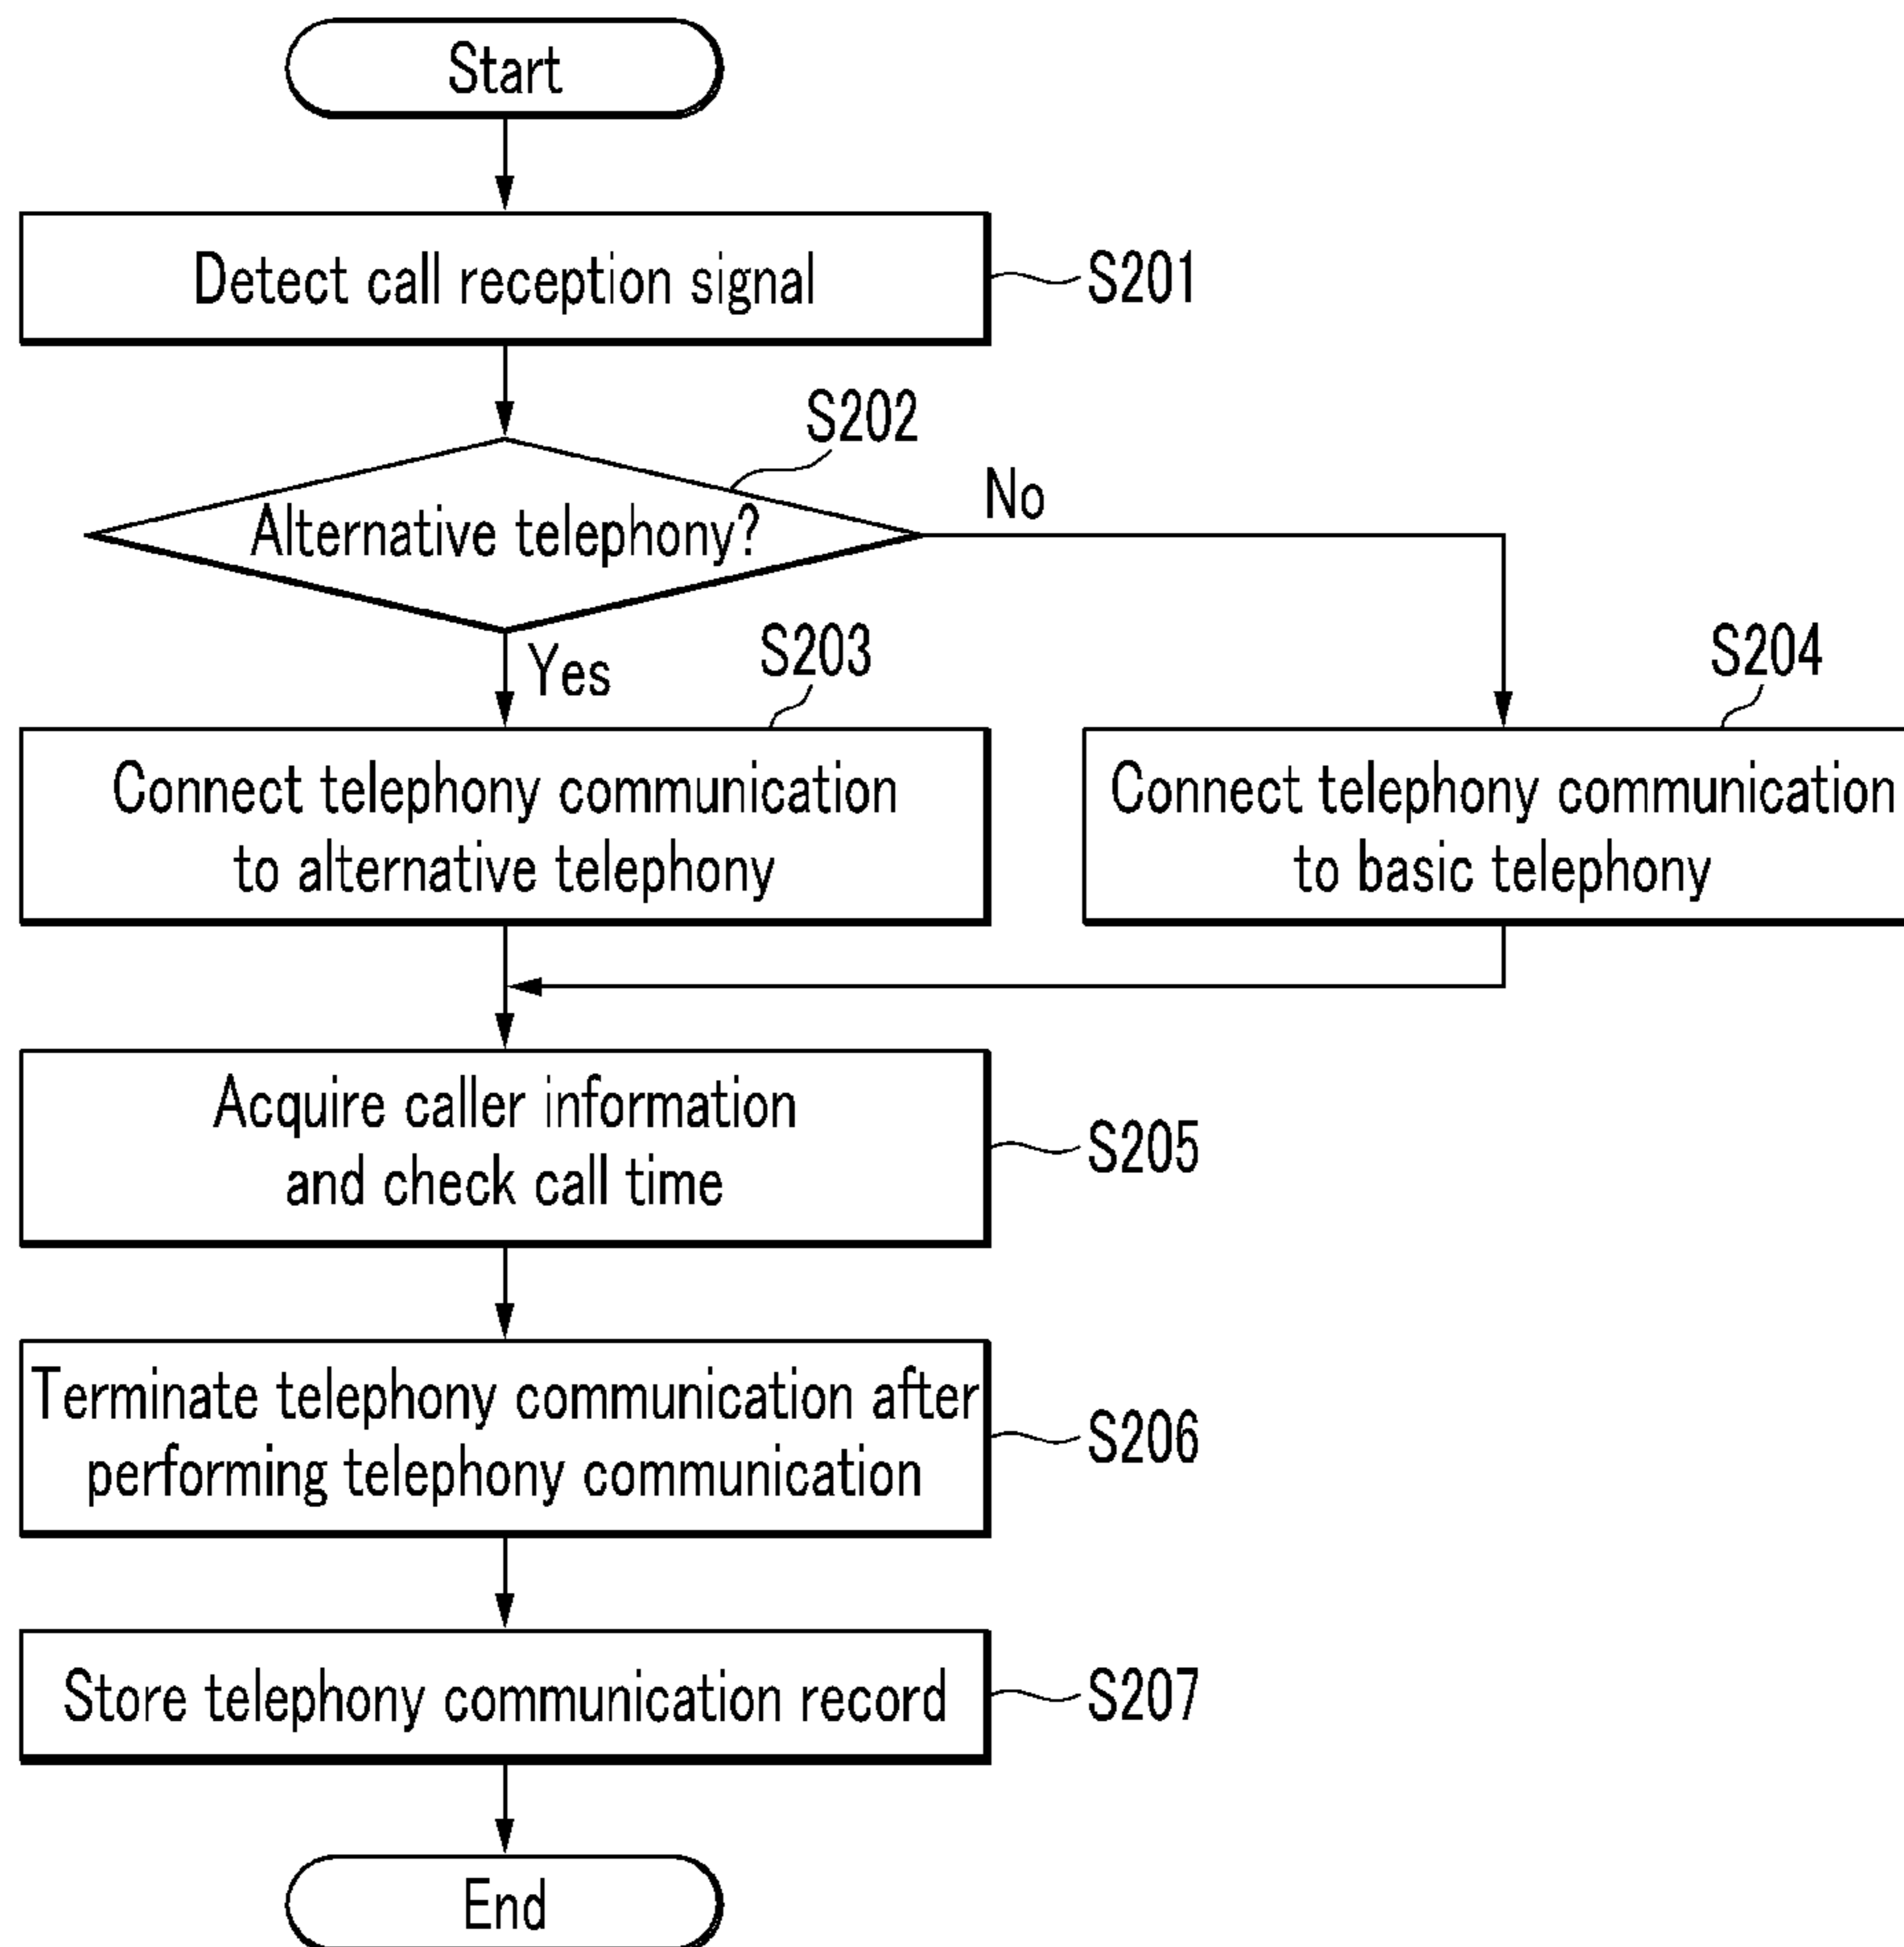 Start
Detect call reception signal
S201
S202
Alternative telephony?
No
Yes
S203
S204
Connect telephony communication
to alternative telephony
Connect telephony communication
to basic telephony
Acquire caller information
and check call time
S205
Terminate telephony communication after
performing telephony communication
S206
Store telephony communication record
S207
End